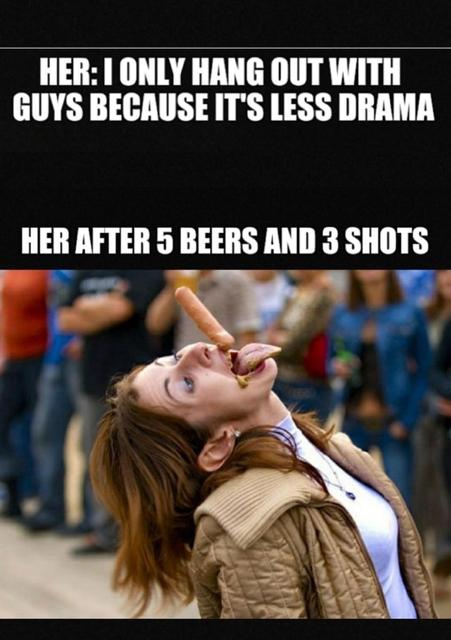 HER: I ONLY HANG OUT WITH
GUYS BECAUSE IT'S LESS DRAMA
HER AFTER 5 BEERS AND 3 SHOTS